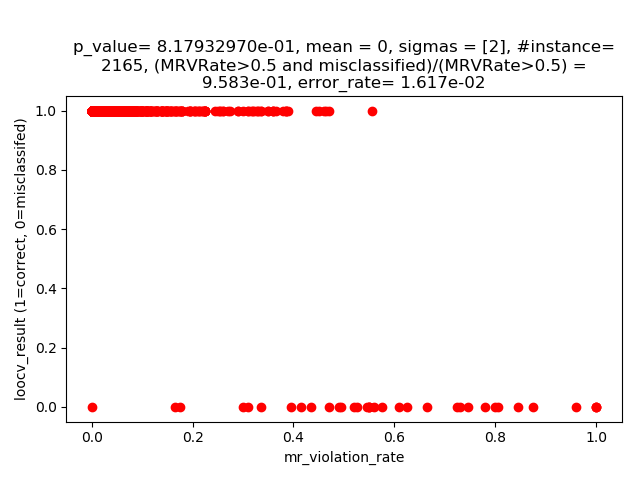 p_value= 8.17932970e-01, mean = 0, sigmas = [2], #instance=
2165, (MRVRate>0.5 and misclassified)/(MRVRate>0.5) =
9.583e-01, error_rate= 1.617e-02
loocv_result (1=correct, 0=misclassifed)
1.0
0.8
0.6
0.4
0.2
0.0
0.0 0.2 0.4 0.6 0.8 1.0
mr_violation_rate